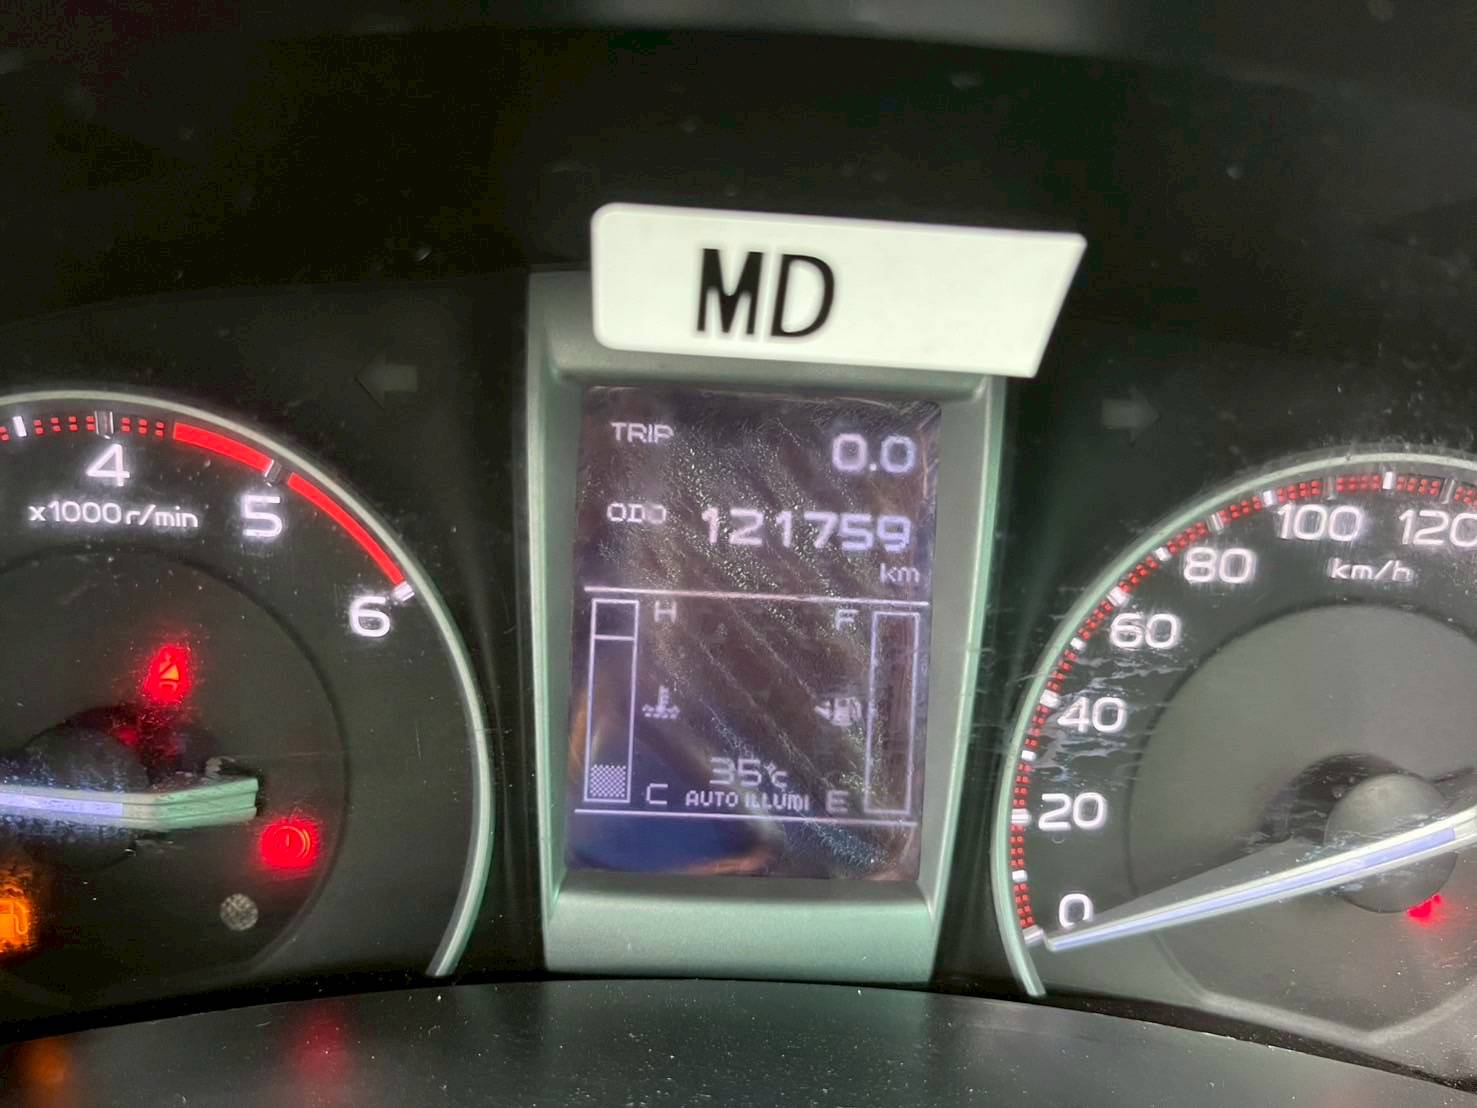 MD
TRIP 0.0
ODO 121759
km
H F
35°C
C AUTO ILLUMI E
4
x1000r/min
5
6
0
20
40
60
80
100
120
km/h